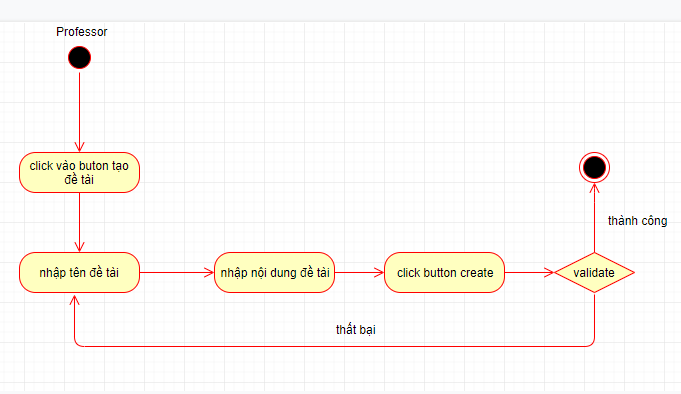 Professor
click vào buton tạo
đề tài
nhập tên đề tài
nhập nội dung đề tài
click button create
validate
thành công
thất bại